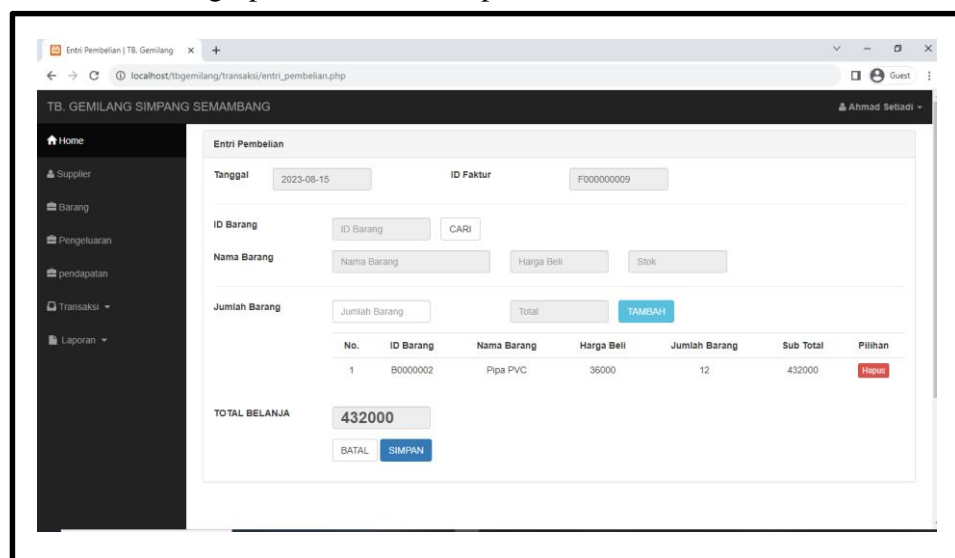 Entri Pembelian | TB. Gemilang
localhost/tbgemilang/transaksi/entri_pembelian.php
Guest
TB. GEMILANG SIMPANG SEMAMBANG
Ahmad Setiadi
Home
Supplier
Barang
Pengeluaran
pendapatan
Transaksi
Laporan
Entri Pembelian
Tanggal 2023-08-15 ID Faktur F000000009
ID Barang ID Barang CARI
Nama Barang Nama Barang Harga Beli Stok
Jumlah Barang Jumlah Barang Total TAMBAH
No. ID Barang Nama Barang Harga Beli Jumlah Barang Sub Total Pilihan
1 B0000002 Pipa PVC 36000 12 432000 Hapus
TOTAL BELANJA 432000
BATAL SIMPAN